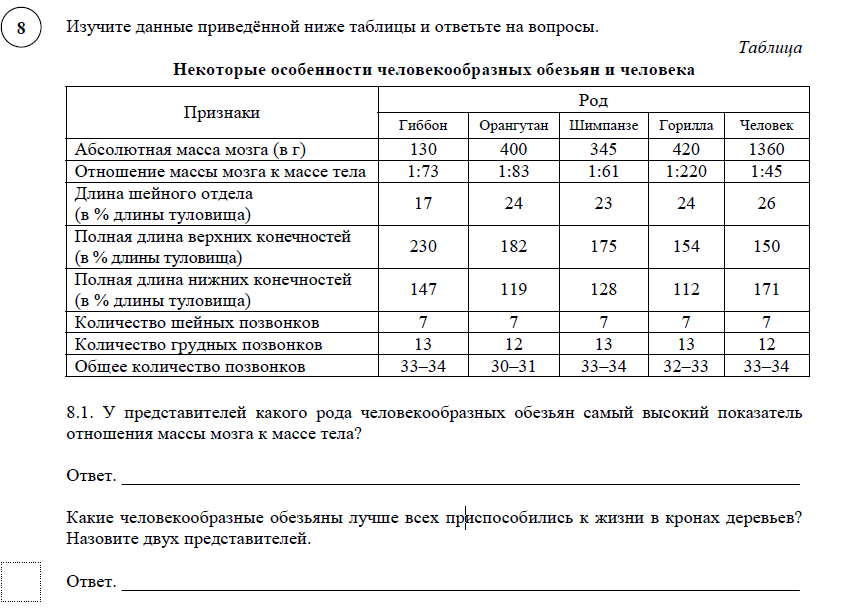 8
Изучите данные приведённой ниже таблицы и ответьте на вопросы.
Таблица
Некоторые особенности человекообразных обезьян и человека
Признаки
Род
Гиббон Орангутан Шимпанзе Горилла Человек
Абсолютная масса мозга (в г) 130 400 345 420 1360
Отношение массы мозга к массе тела 1:73 1:83 1:61 1:220 1:45
Длина шейного отдела
(в % длины туловища) 17 24 23 24 26
Полная длина верхних конечностей
(в % длины туловища) 230 182 175 154 150
Полная длина нижних конечностей
(в % длины туловища) 147 119 128 112 171
Количество шейных позвонков 7 7 7 7 7
Количество грудных позвонков 13 12 13 13 12
Общее количество позвонков 33–34 30–31 33–34 32–33 33–34
8.1. У представителей какого рода человекообразных обезьян самый высокий показатель
отношения массы мозга к массе тела?
Ответ.
Какие человекообразные обезьяны лучше всех приспособились к жизни в кронах деревьев?
Назовите двух представителей.
Ответ.